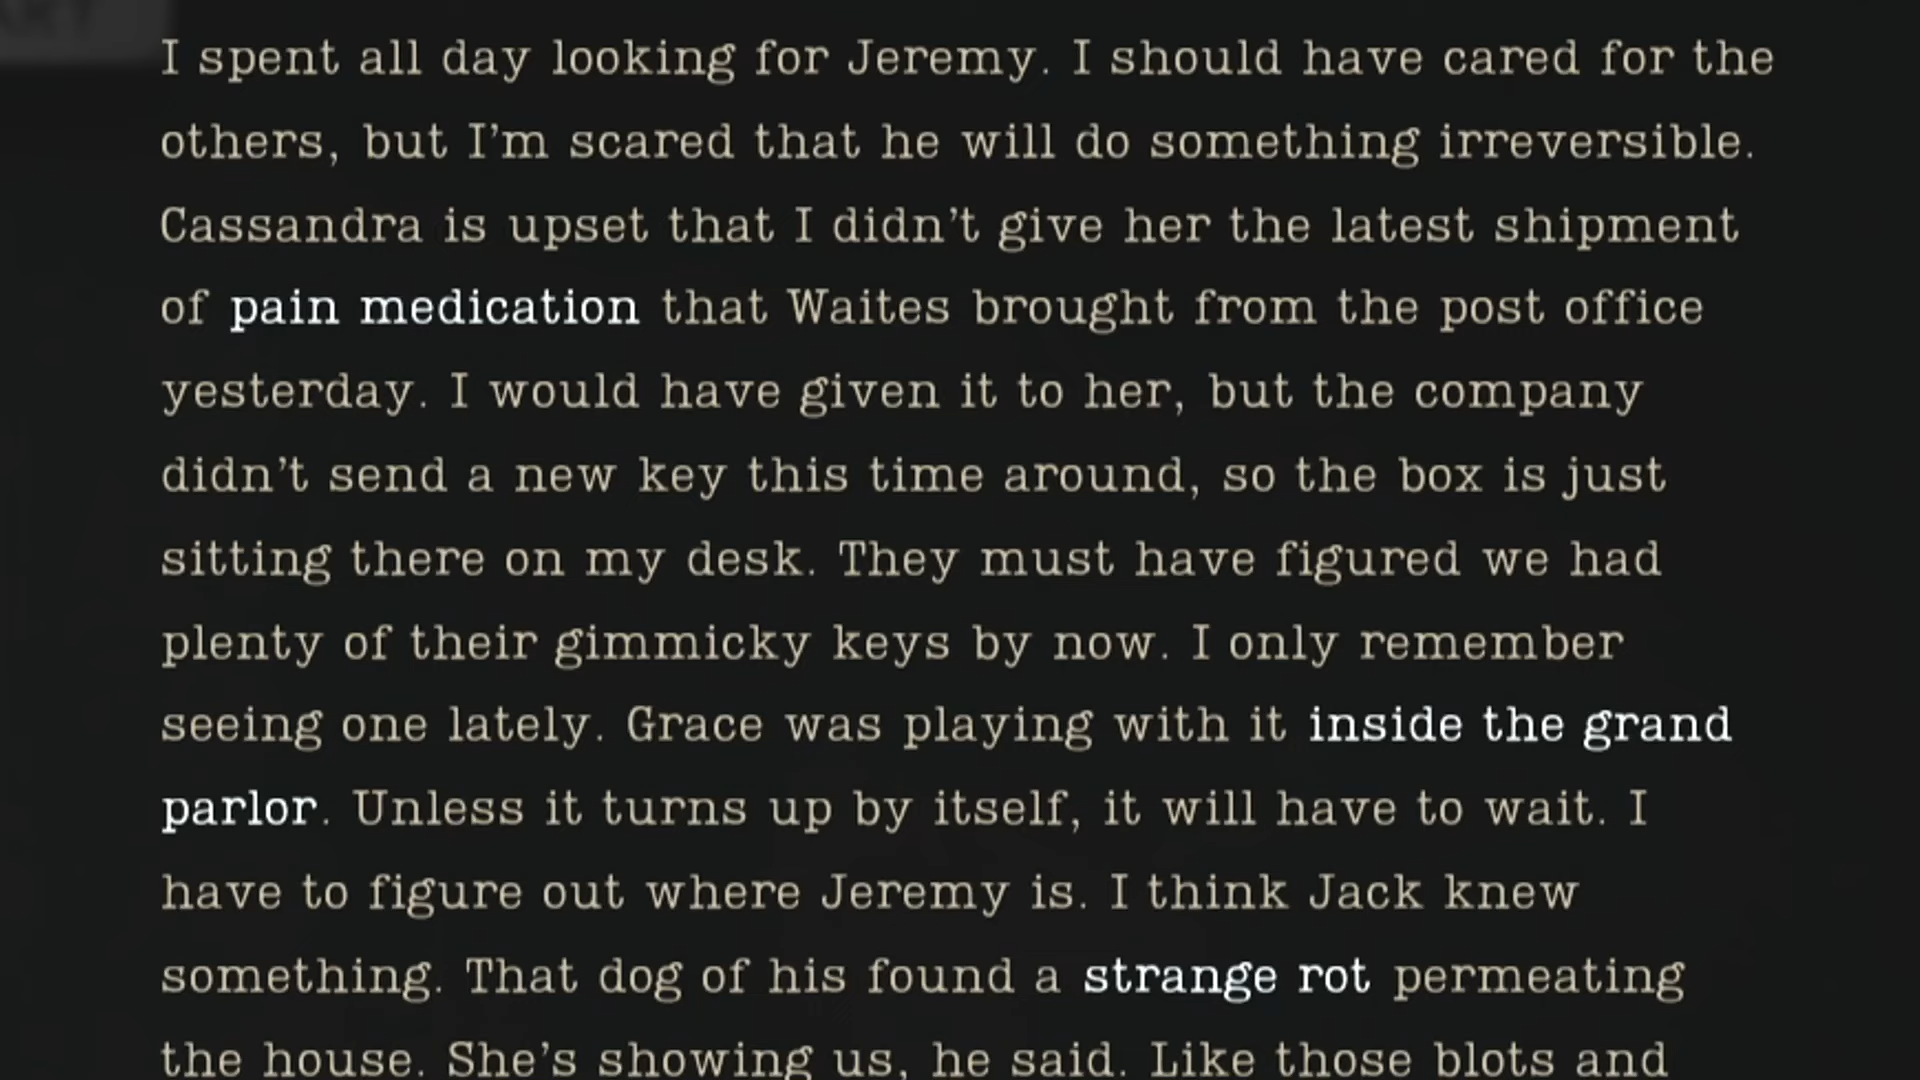 I spent all day looking for Jeremy. I should have cared for the
others, but I’m scared that he will do something irreversible.
Cassandra is upset that I didn’t give her the latest shipment
of pain medication that Waites brought from the post office
yesterday. I would have given it to her, but the company
didn’t send a new key this time around, so the box is just
sitting there on my desk. They must have figured we had
plenty of their gimmicky keys by now. I only remember
seeing one lately. Grace was playing with it inside the grand
parlor. Unless it turns up by itself, it will have to wait. I
have to figure out where Jeremy is. I think Jack knew
something. That dog of his found a strange rot permeating
the house. She’s showing us, he said. Like those blots and